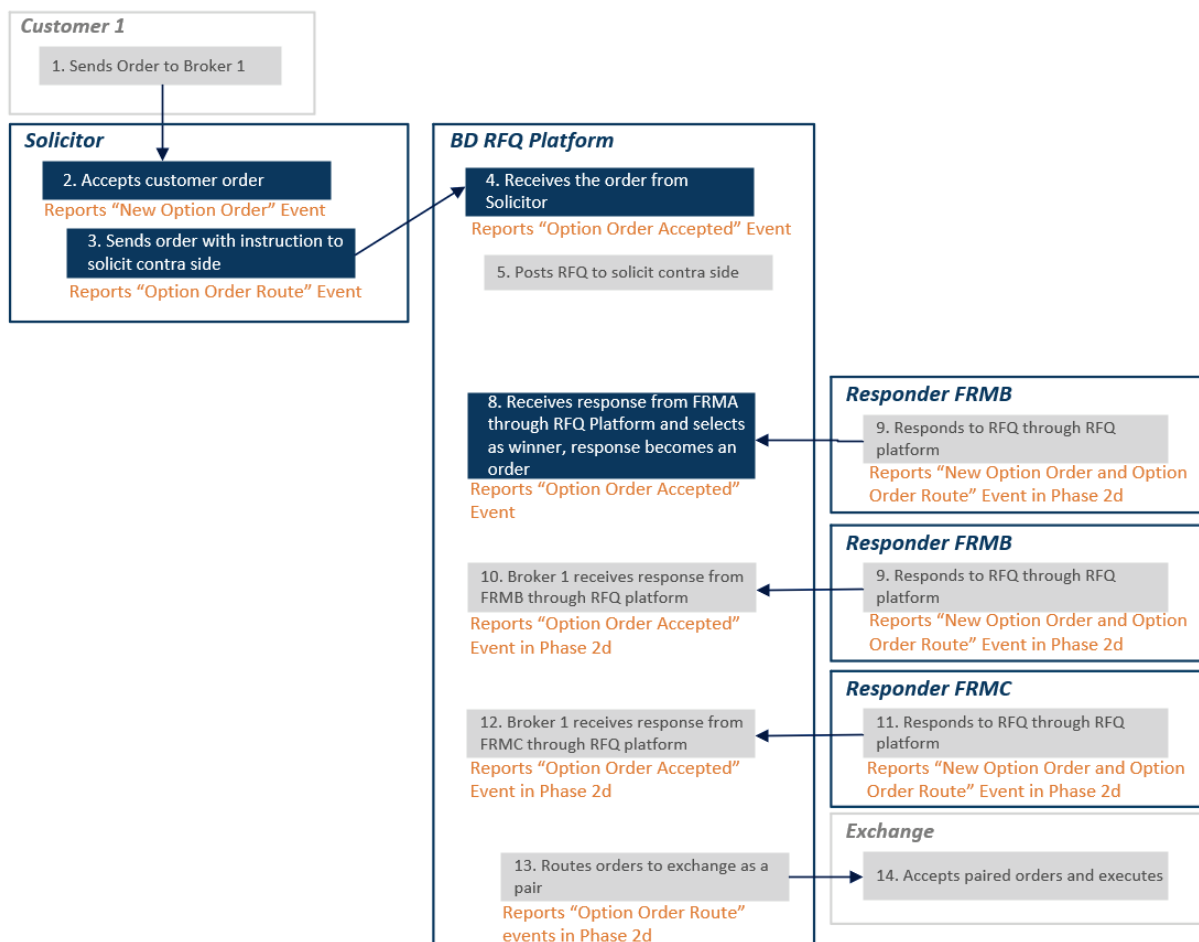 Customer 1
1. Sends Order to Broker 1
Solicitor
2. Accepts customer order
Reports “New Option Order” Event
3. Sends order with instruction to
solicit contra side
Reports “Option Order Route” Event
BD RFQ Platform
4. Receives the order from
Solicitor
Reports “Option Order Accepted” Event
5. Posts RFQ to solicit contra side
8. Receives response from FRMA
through RFQ Platform and selects
as winner, response becomes an
order
Reports “Option Order Accepted”
Event
Responder FRMB
9. Responds to RFQ through RFQ
platform
Reports “New Option Order and Option
Order Route” Event in Phase 2d
10. Broker 1 receives response from
FRMB through RFQ platform
Reports “Option Order Accepted”
Event in Phase 2d
Responder FRMB
9. Responds to RFQ through RFQ
platform
Reports “New Option Order and Option
Order Route” Event in Phase 2d
12. Broker 1 receives response from
FRMC through RFQ platform
Reports “Option Order Accepted”
Event in Phase 2d
Responder FRMC
11. Responds to RFQ through RFQ
platform
Reports “New Option Order and Option
Order Route” Event in Phase 2d
13. Routes orders to exchange as a
pair
Reports “Option Order Route”
events in Phase 2d
Exchange
14. Accepts paired orders and executes